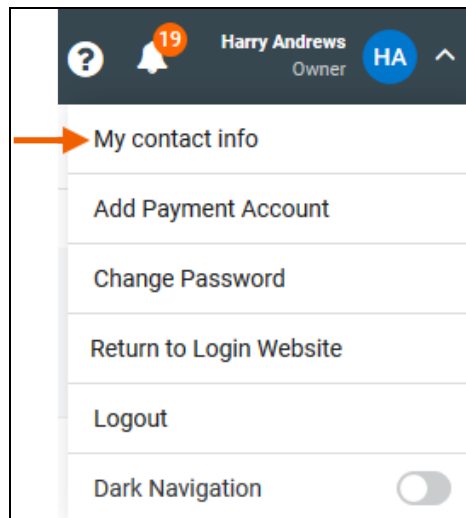 ?
19
Harry Andrews
Owner
HA
My contact info
Add Payment Account
Change Password
Return to Login Website
Logout
Dark Navigation